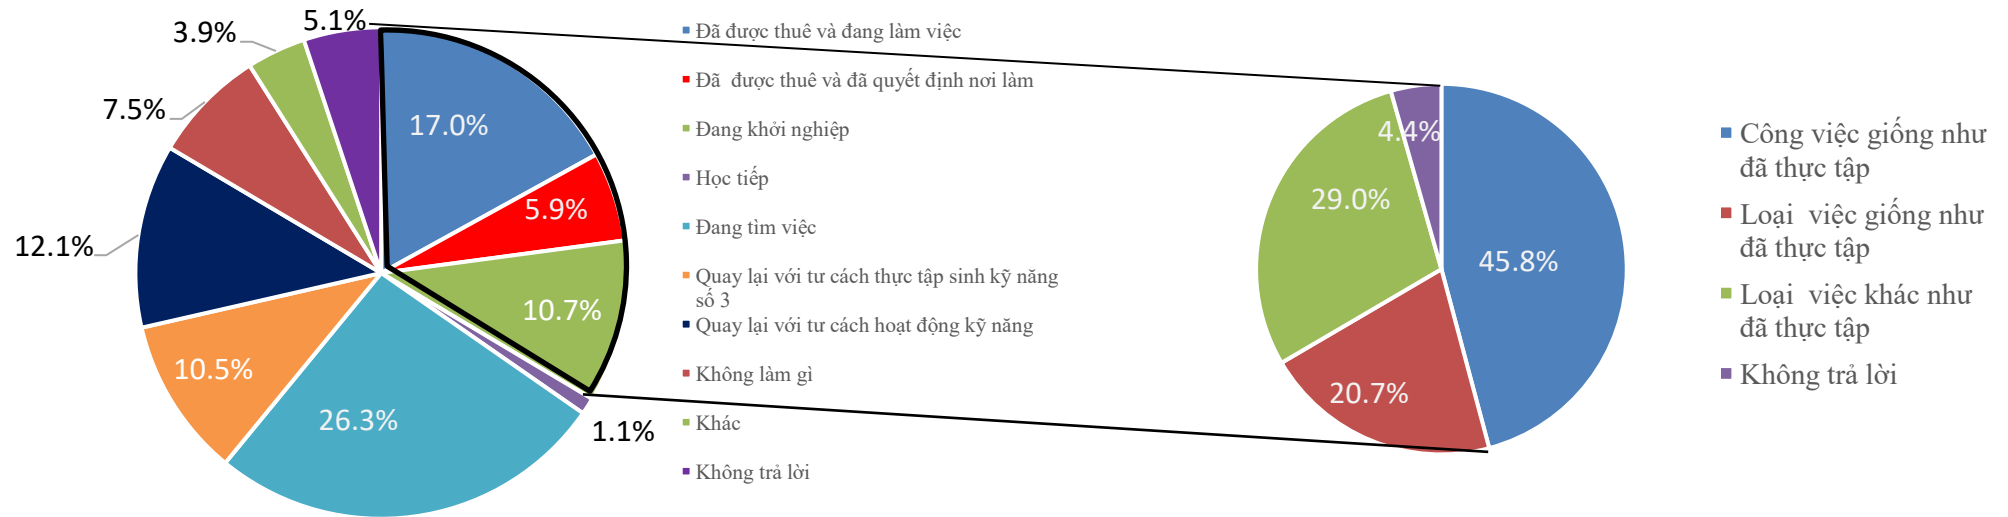 5.1%
3.9%
7.5%
12.1%
17.0%
5.9%
10.7%
10.5%
26.3%
1.1%
Đã được thuê và đang làm việc
Đã  được thuê và đã quyết định nơi làm
Đang khởi nghiệp
Học tiếp
Đang tìm việc
Quay lại với tư cách thực tập sinh kỹ năng
số 3
Quay lại với tư cách hoạt động kỹ năng
Không làm gì
Khác
Không trả lời
4.4%
29.0%
45.8%
20.7%
Công việc giống như
đã thực tập
Loại  việc giống như
đã thực tập
Loại  việc khác như
đã thực tập
Không trả lời